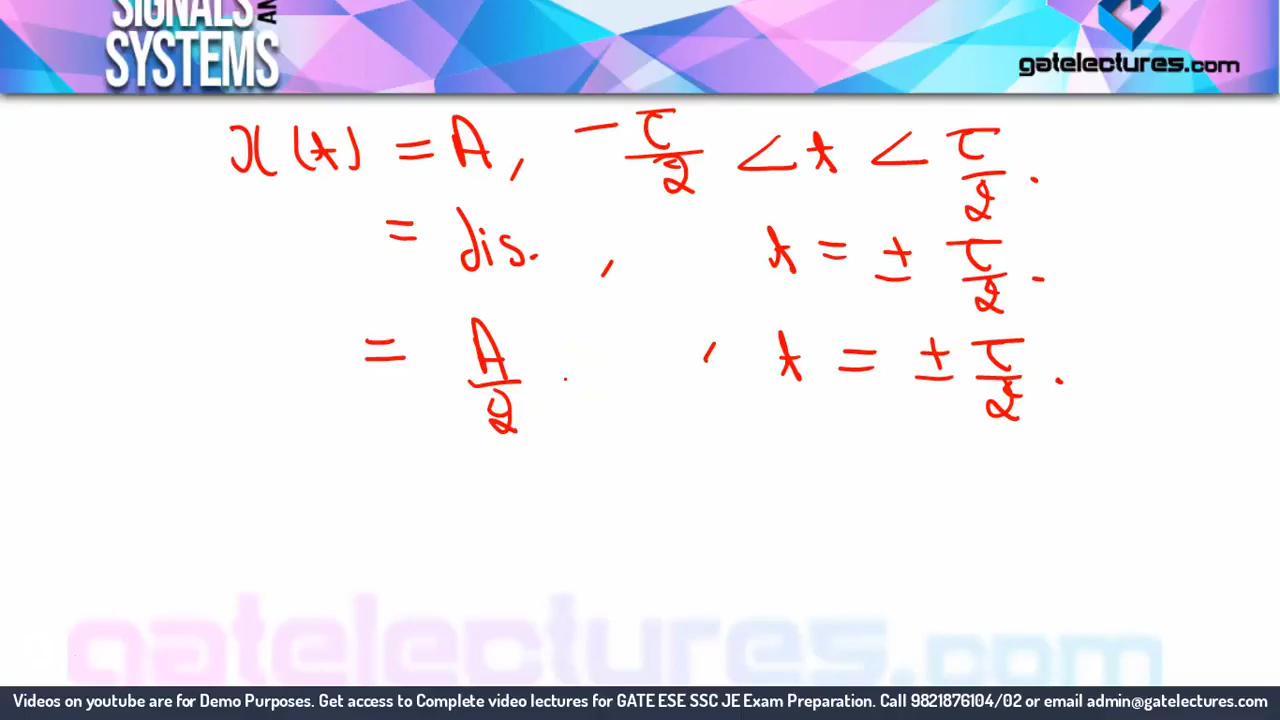 SIGNALS AND
SYSTEMS
gatelectures.com
x(t) = A, -τ/2 < t < τ/2.
= dis. , t = ± τ/2.
= A/2 . , t = ± τ/2.
gatelectures.com
Videos on youtube are for Demo Purposes. Get access to Complete video lectures for GATE ESE SSC JE Exam Preparation. Call 9821876104/02 or email admin@gatelectures.com